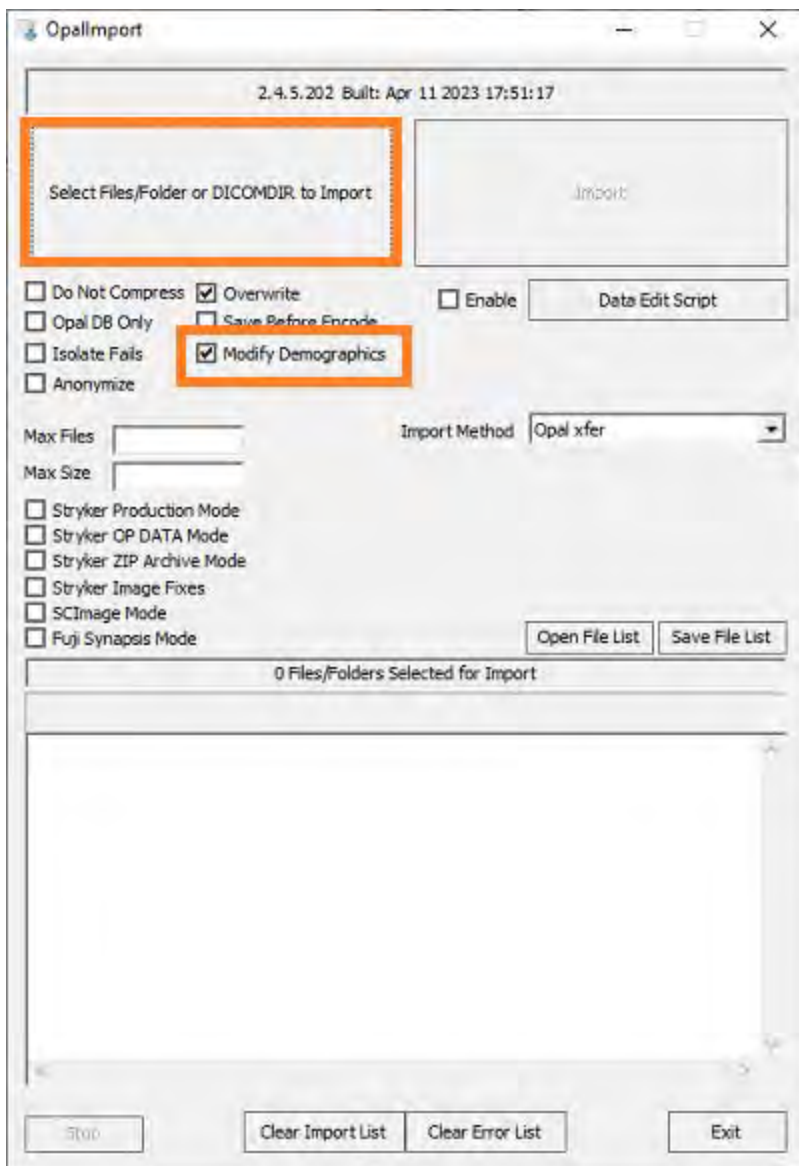 OpalImport
2.4.5.202 Built: Apr 11 2023 17:51:17
Select Files/Folder or DICOMDIR to Import
Import
Do Not Compress
Overwrite
Enable
Data Edit Script
Opal DB Only
Save Before Encode
Isolate Fails
Modify Demographics
Anonymize
Max Files
Import Method
Opal xfer
Max Size
Stryker Production Mode
Stryker OP DATA Mode
Stryker ZIP Archive Mode
Stryker Image Fixes
SCImage Mode
Fuji Synapsis Mode
Open File List
Save File List
0 Files/Folders Selected for Import
Stop
Clear Import List
Clear Error List
Exit